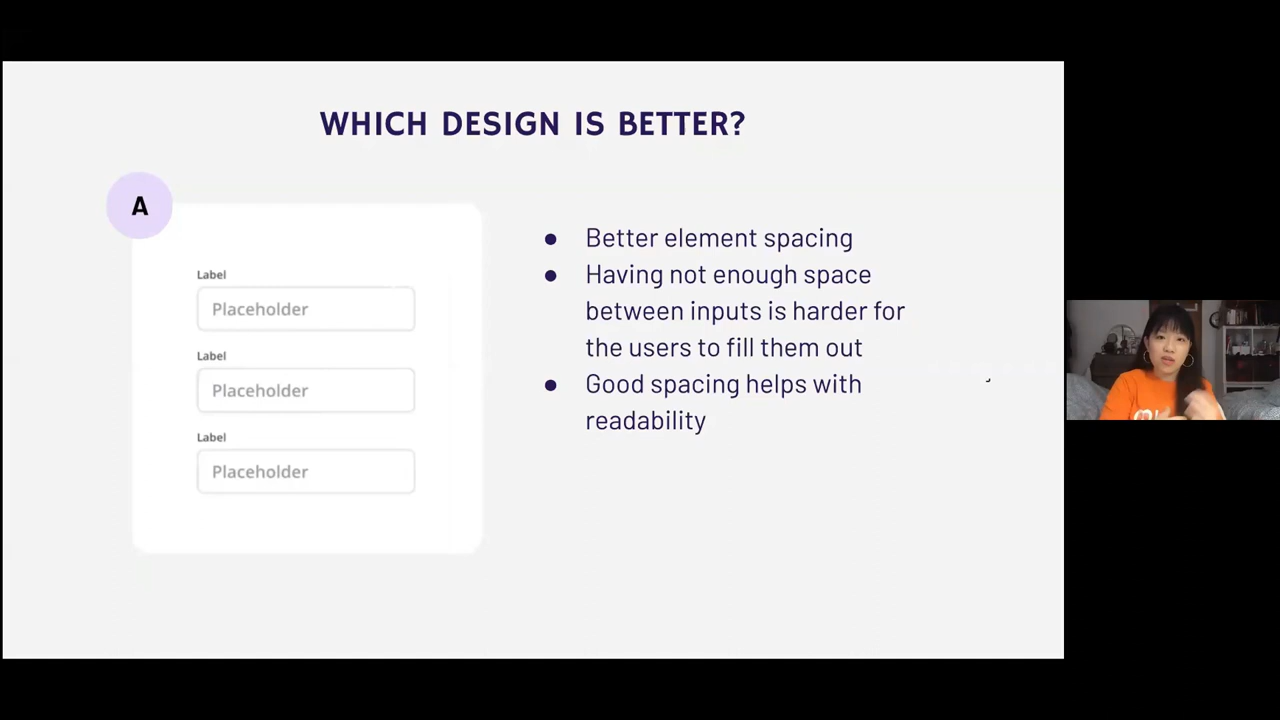 WHICH DESIGN IS BETTER?
A
Label
Placeholder
Label
Placeholder
Label
Placeholder
● Better element spacing
● Having not enough space
between inputs is harder for
the users to fill them out
● Good spacing helps with
readability